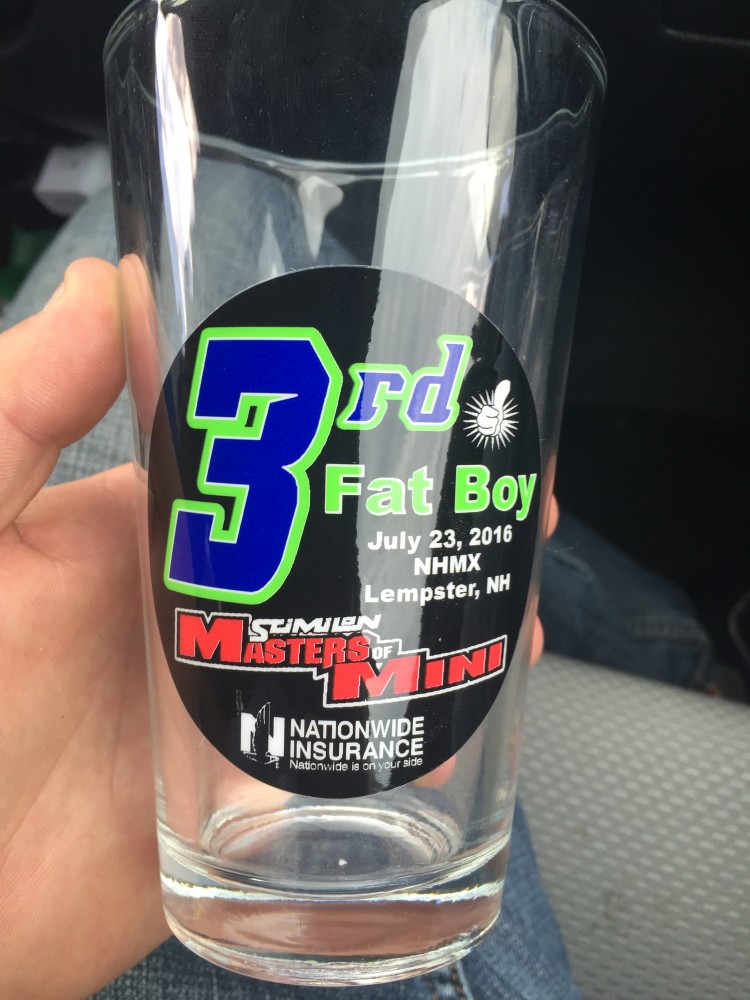 3rd
Fat Boy
July 23, 2016
NHMX
Lempster, NH
STIMILON
MASTERS OF
MINI
NATIONWIDE
INSURANCE
Nationwide is on your side